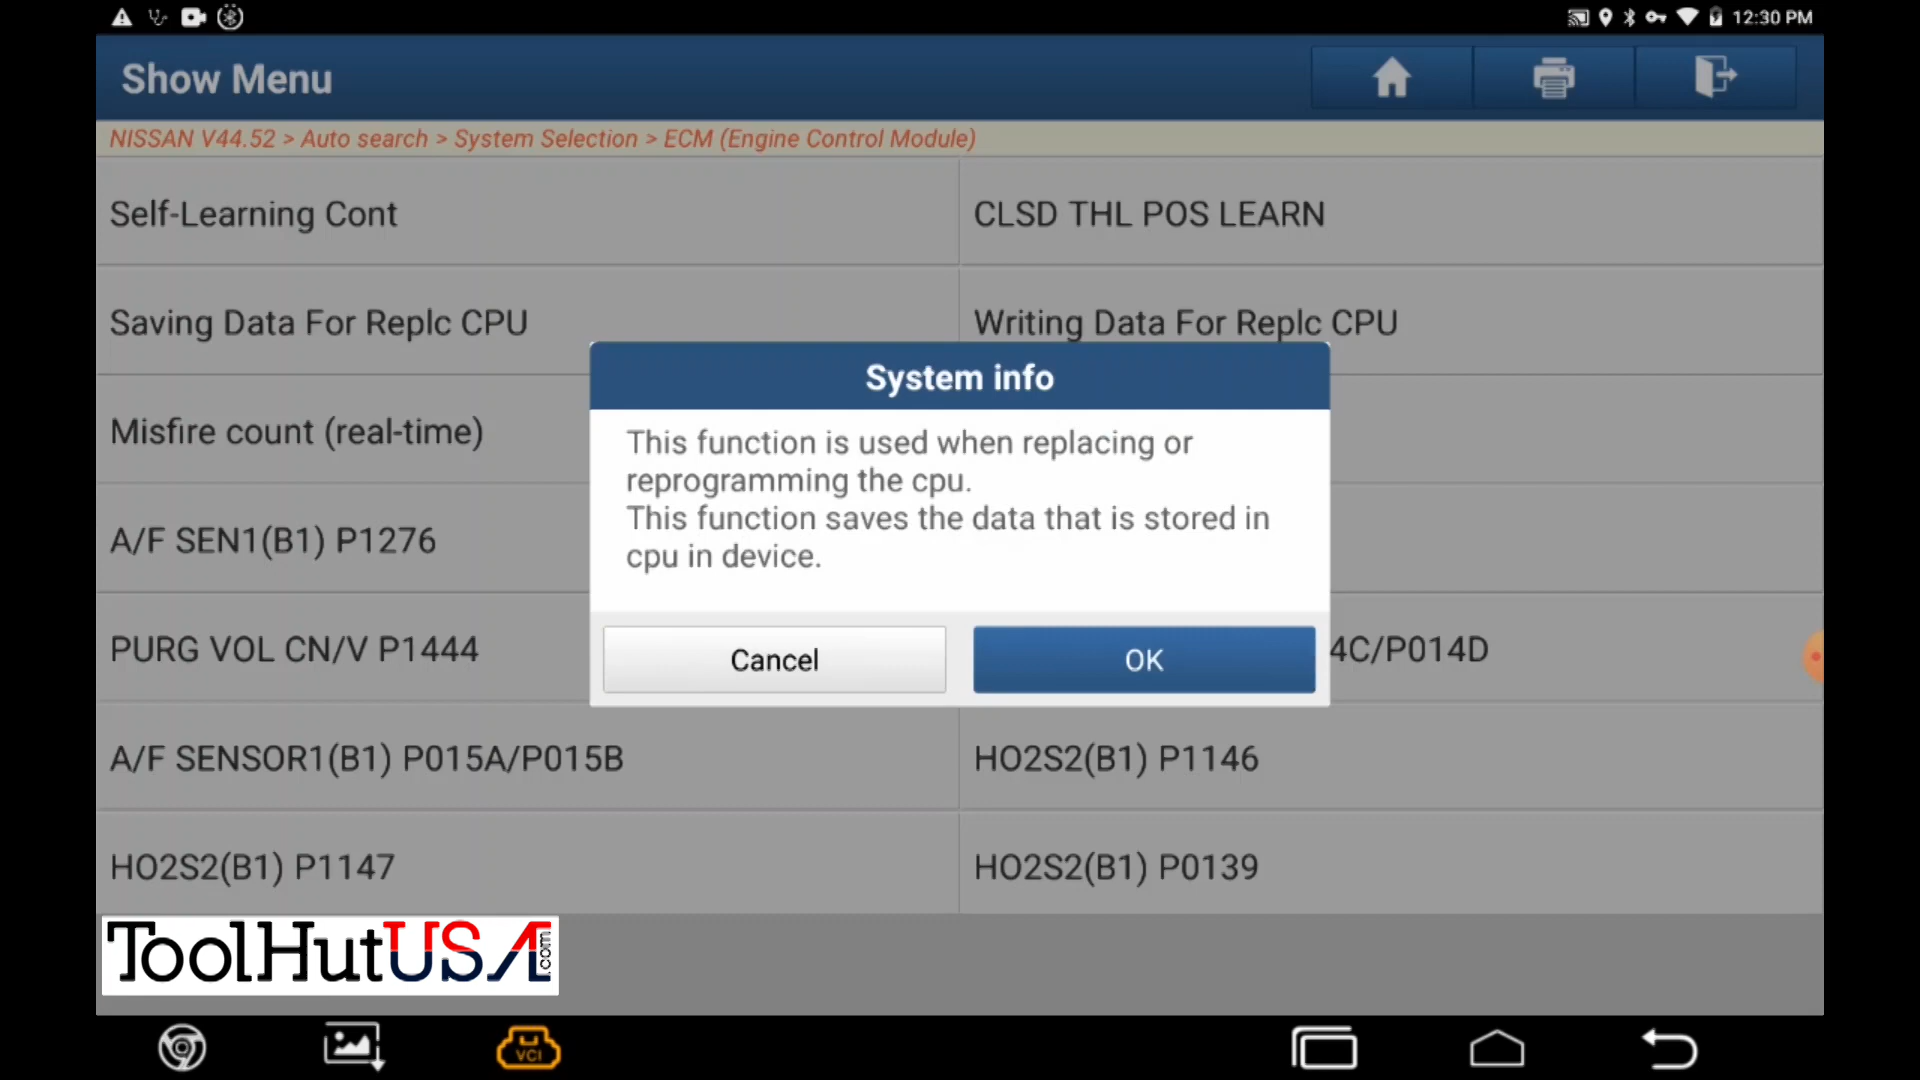 12:30 PM
Show Menu
NISSAN V44.52 > Auto search > System Selection > ECM (Engine Control Module)
Self-Learning Cont
CLSD THL POS LEARN
Saving Data For Replc CPU
Writing Data For Replc CPU
Misfire count (real-time)
A/F SEN1(B1) P1276
PURG VOL CN/V P1444
4C/P014D
A/F SENSOR1(B1) P015A/P015B
HO2S2(B1) P1146
HO2S2(B1) P1147
HO2S2(B1) P0139
System info
This function is used when replacing or
reprogramming the cpu.
This function saves the data that is stored in
cpu in device.
Cancel
OK
ToolHutUSA.com
VCI